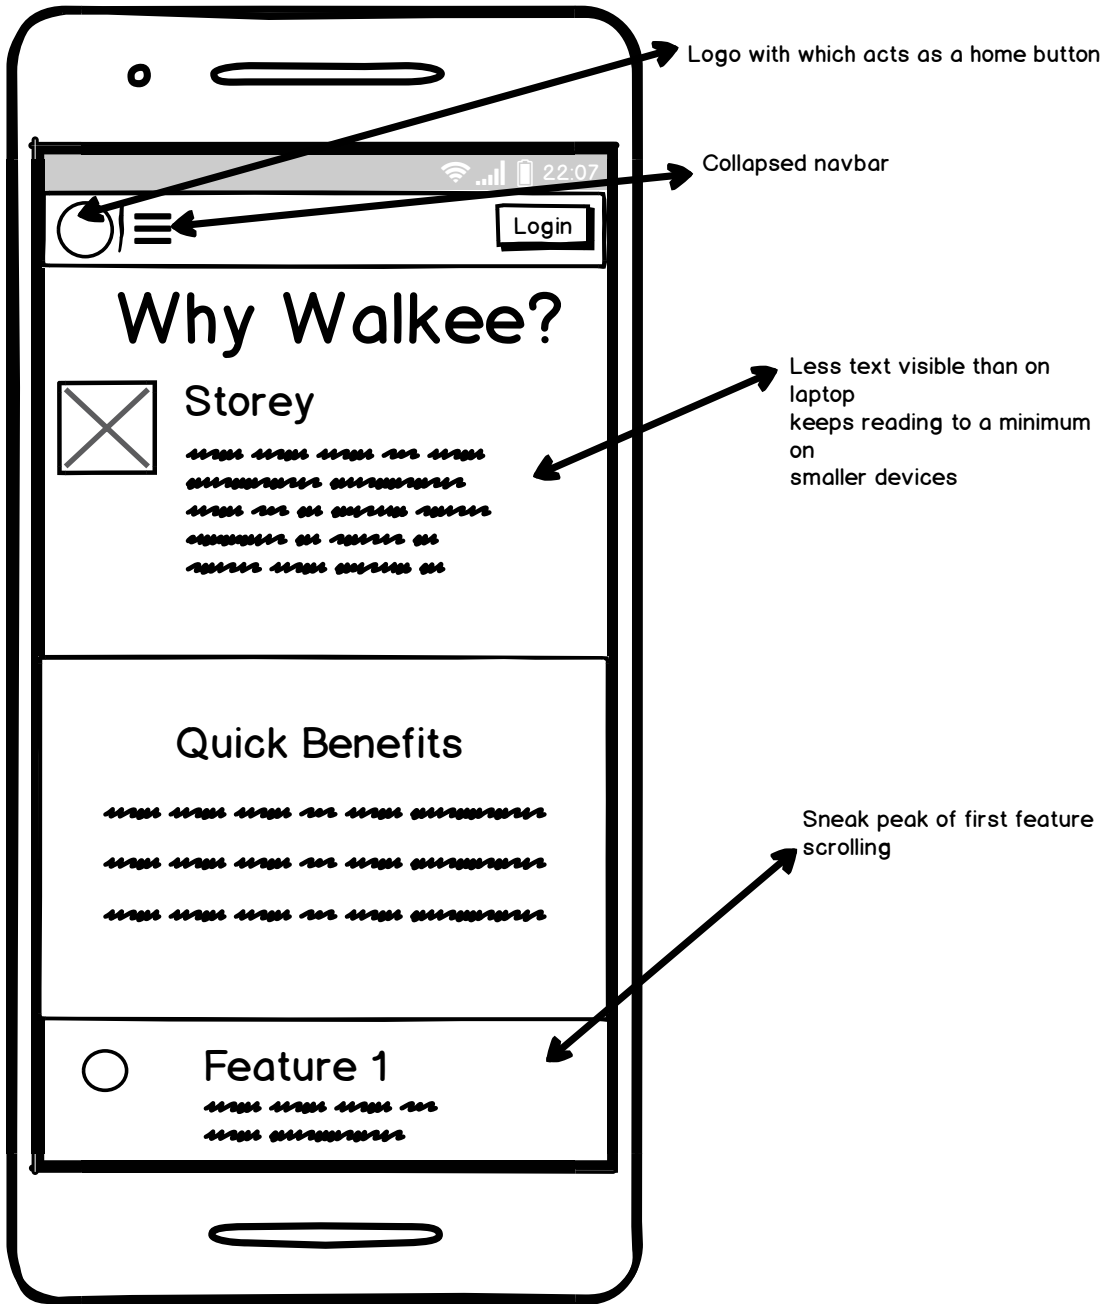 Logo with which acts as a home button
Collapsed navbar
22:07
Login
Why Walkee?
Less text visible than on
laptop
keeps reading to a minimum
on
smaller devices
Storey
Quick Benefits
Sneak peak of first feature
scrolling
Feature 1